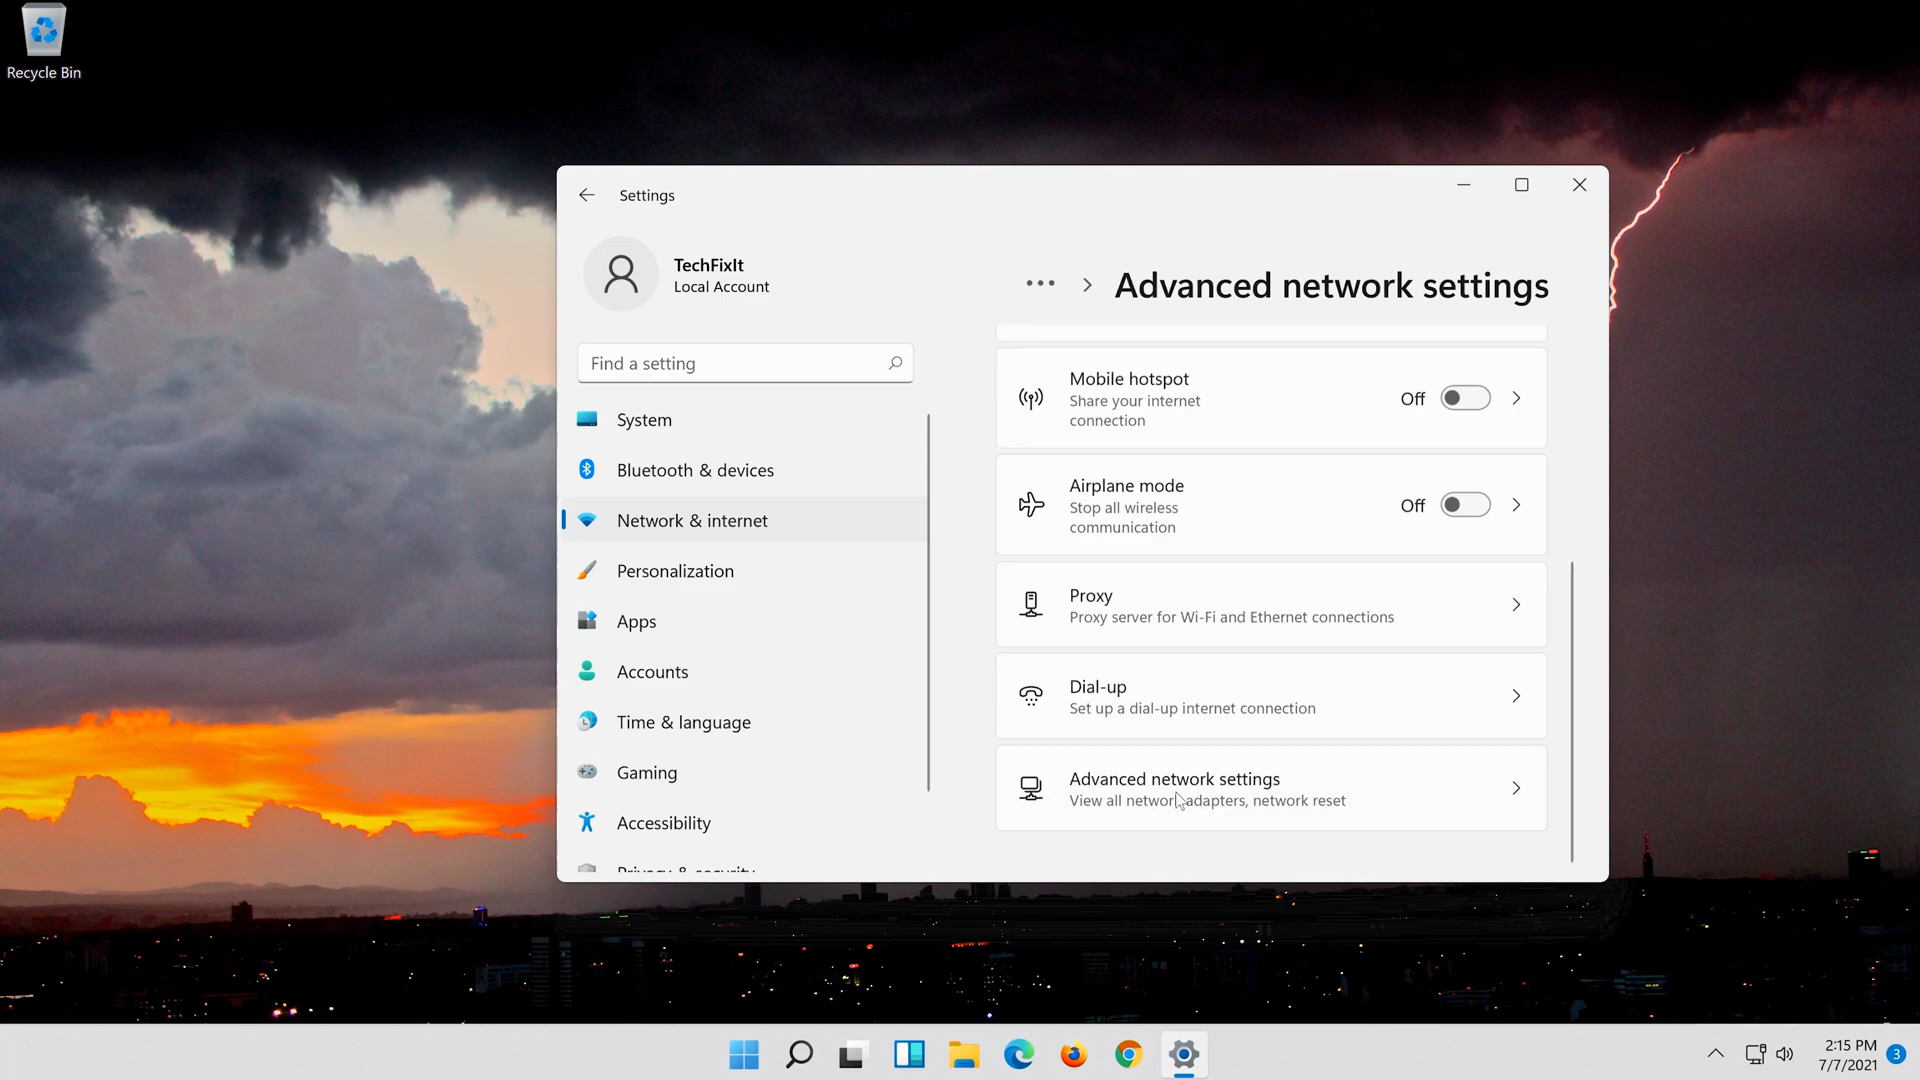 Recycle Bin
Settings
TechFixIt
Local Account
Find a setting
System
Bluetooth & devices
Network & internet
Personalization
Apps
Accounts
Time & language
Gaming
Accessibility
Privacy & security
Advanced network settings
Mobile hotspot
Share your internet
connection
Off
Airplane mode
Stop all wireless
communication
Off
Proxy
Proxy server for Wi-Fi and Ethernet connections
Dial-up
Set up a dial-up internet connection
Advanced network settings
View all network adapters, network reset
2:15 PM
7/7/2021
3